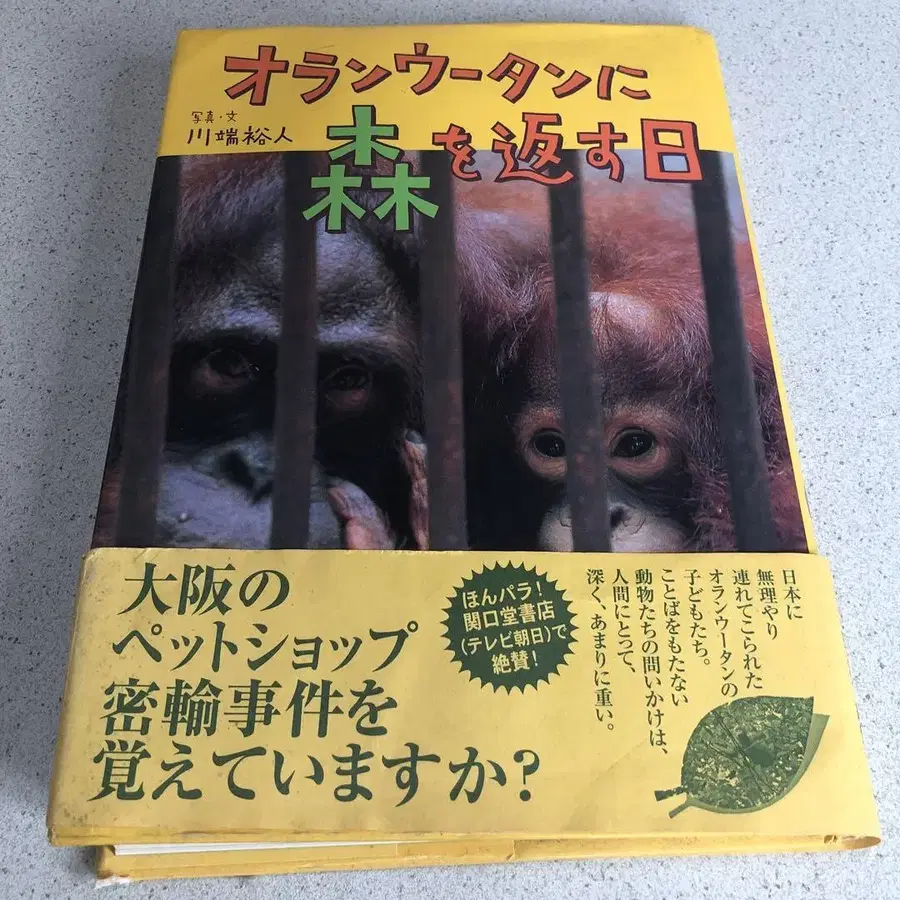 オランウータンに
森を返す日
写真・文
川端裕人
大阪の
ペットショップ
密輸事件を
覚えていますか?
ほんパラ!
関口堂書店
(テレビ朝日)で
絶賛!
日本に
無理やり
連れてこられた
オランウータンの
子どもたち。
ことばをもたない
動物たちの問いかけは、
人間にとって、
深く、あまりに重い。